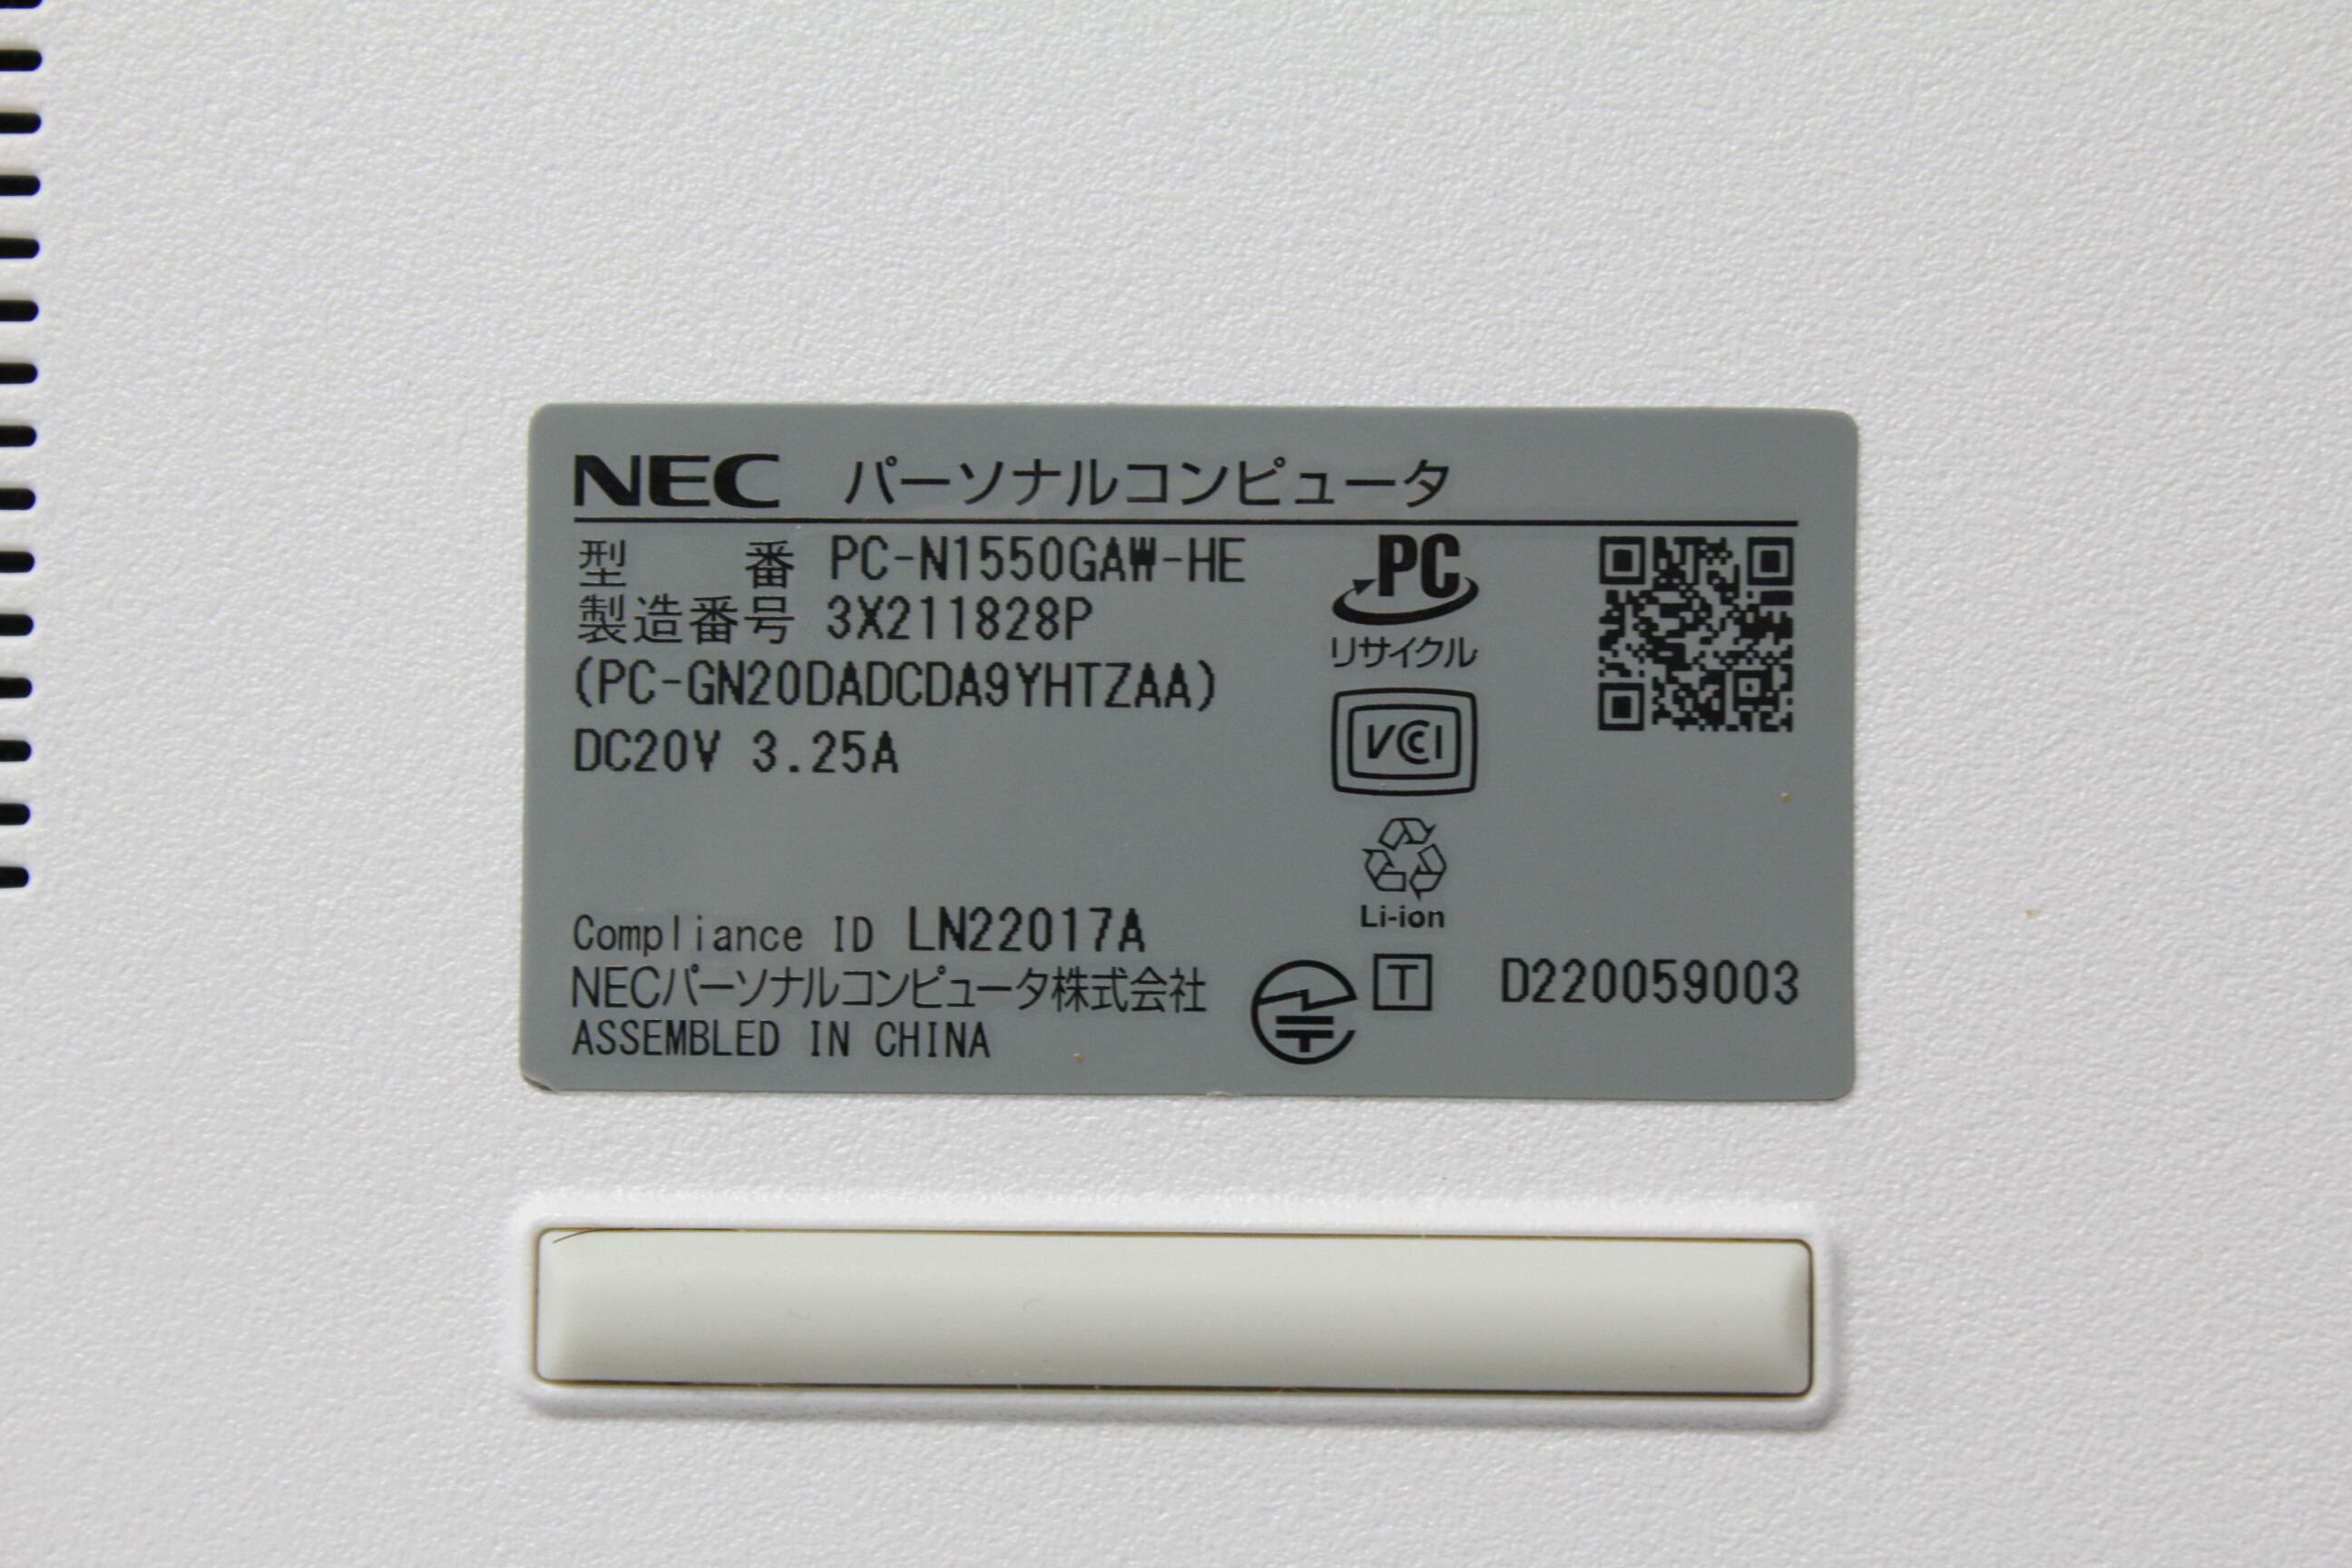 NEC パーソナルコンピュータ
型 番 PC-N1550GAW-HE
製造番号 3X211828P
(PC-GN20DADCDA9YHTZAA)
DC20V 3.25A
PC
リサイクル
VCCI
Li-ion
Compliance ID LN22017A
NECパーソナルコンピュータ株式会社
ASSEMBLED IN CHINA
T
D220059003